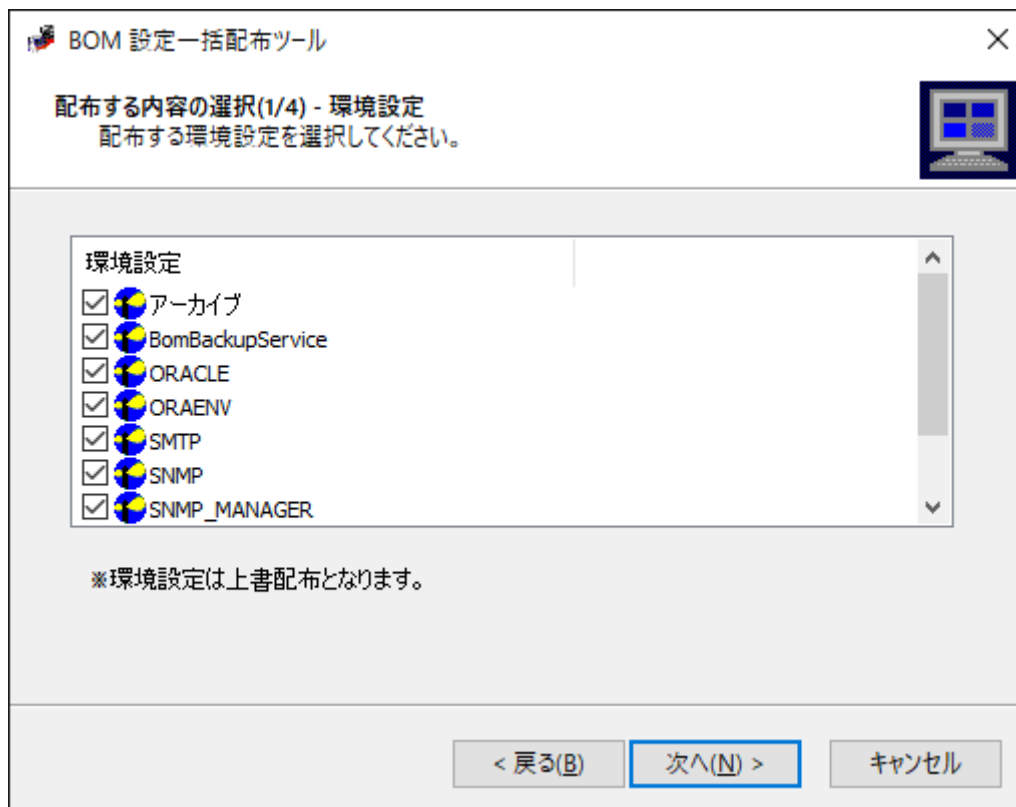 BOM 設定一括配布ツール
配布する内容の選択(1/4) - 環境設定
配布する環境設定を選択してください。
環境設定
アーカイブ
BomBackupService
ORACLE
ORAENV
SMTP
SNMP
SNMP_MANAGER
※環境設定は上書配布となります。
< 戻る(B) 次へ(N) > キャンセル